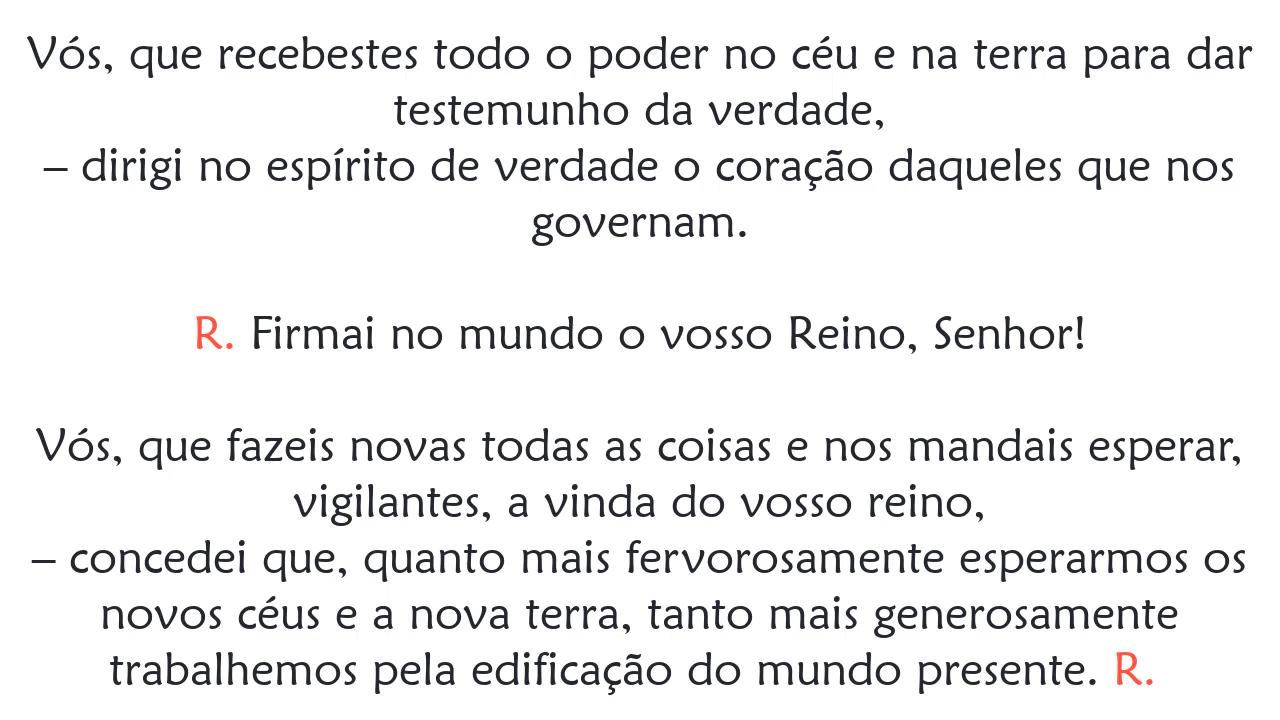 Vós, que recebestes todo o poder no céu e na terra para dar
testemunho da verdade,
– dirigi no espírito de verdade o coração daqueles que nos
governam.
R. Firmai no mundo o vosso Reino, Senhor!
Vós, que fazeis novas todas as coisas e nos mandais esperar,
vigilantes, a vinda do vosso reino,
– concedei que, quanto mais fervorosamente esperarmos os
novos céus e a nova terra, tanto mais generosamente
trabalhemos pela edificação do mundo presente. R.